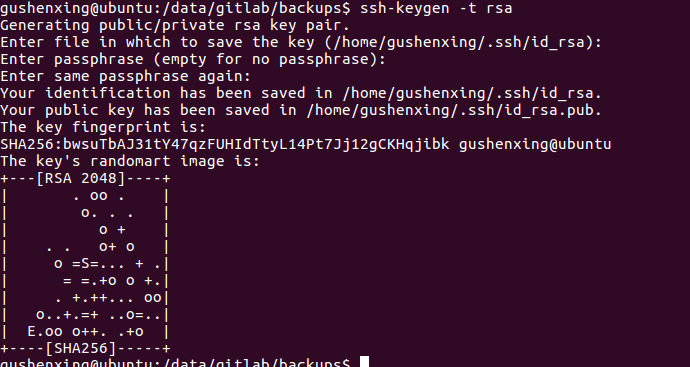 gushenxing@ubuntu:/data/gitlab/backups$ ssh-keygen -t rsa
Generating public/private rsa key pair.
Enter file in which to save the key (/home/gushenxing/.ssh/id_rsa):
Enter passphrase (empty for no passphrase):
Enter same passphrase again:
Your identification has been saved in /home/gushenxing/.ssh/id_rsa.
Your public key has been saved in /home/gushenxing/.ssh/id_rsa.pub.
The key fingerprint is:
SHA256:bwsuTbAJ31tY47qzFUHIdTtyL14Pt7Jj12gCKHqjibk gushenxing@ubuntu
The key's randomart image is:
+---[RSA 2048]----+
|       . oo .    |
|        o. . .   |
|          o +    |
|    . .   o+ o   |
|     o =S=... + .|
|      = =.+o o +.|
|     . +.++... oo|
|   o..+.=+ ..o=..|
|  E.oo o++. .+o  |
+----[SHA256]-----+
gushenxing@ubuntu:/data/gitlab/backups$